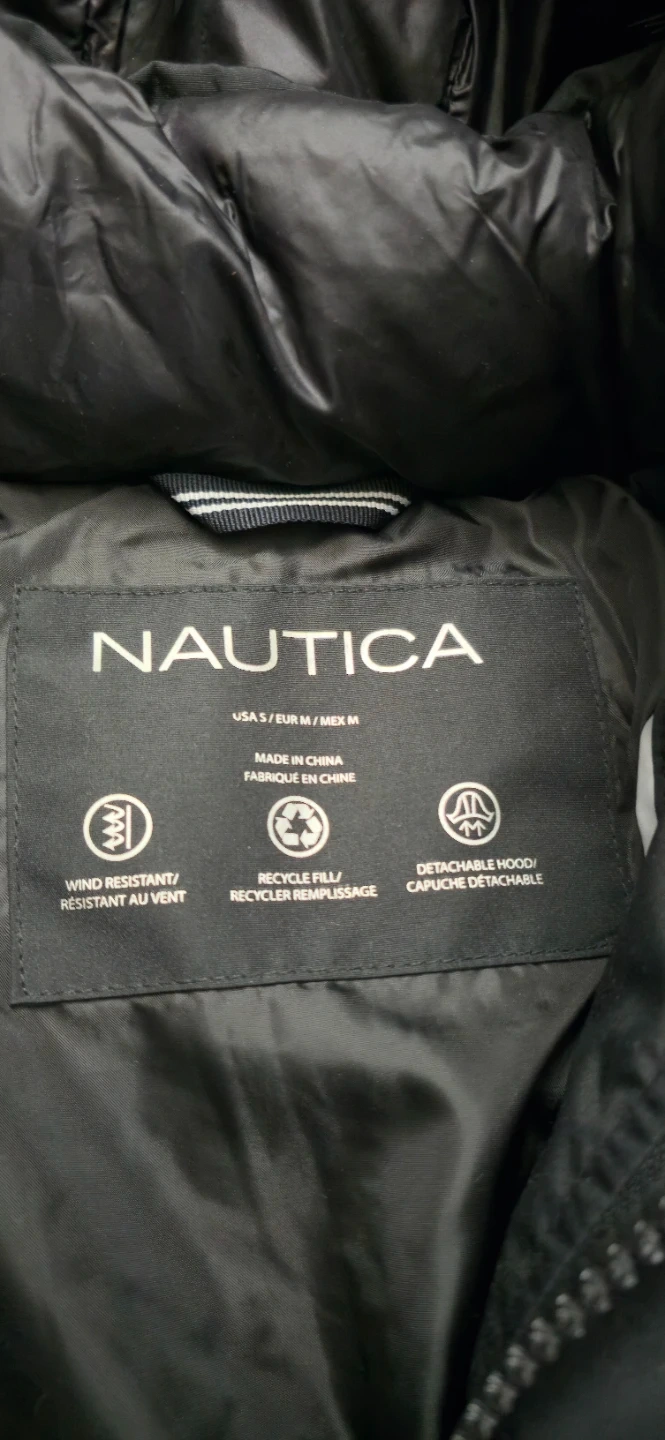 NAUTICA
USA S / EUR M / MEX M
MADE IN CHINA
FABRIQUÉ EN CHINE
WIND RESISTANT/
RÉSISTANT AU VENT
RECYCLE FILL/
RECYCLER REMPLISSAGE
DETACHABLE HOOD/
CAPUCHE DÉTACHABLE